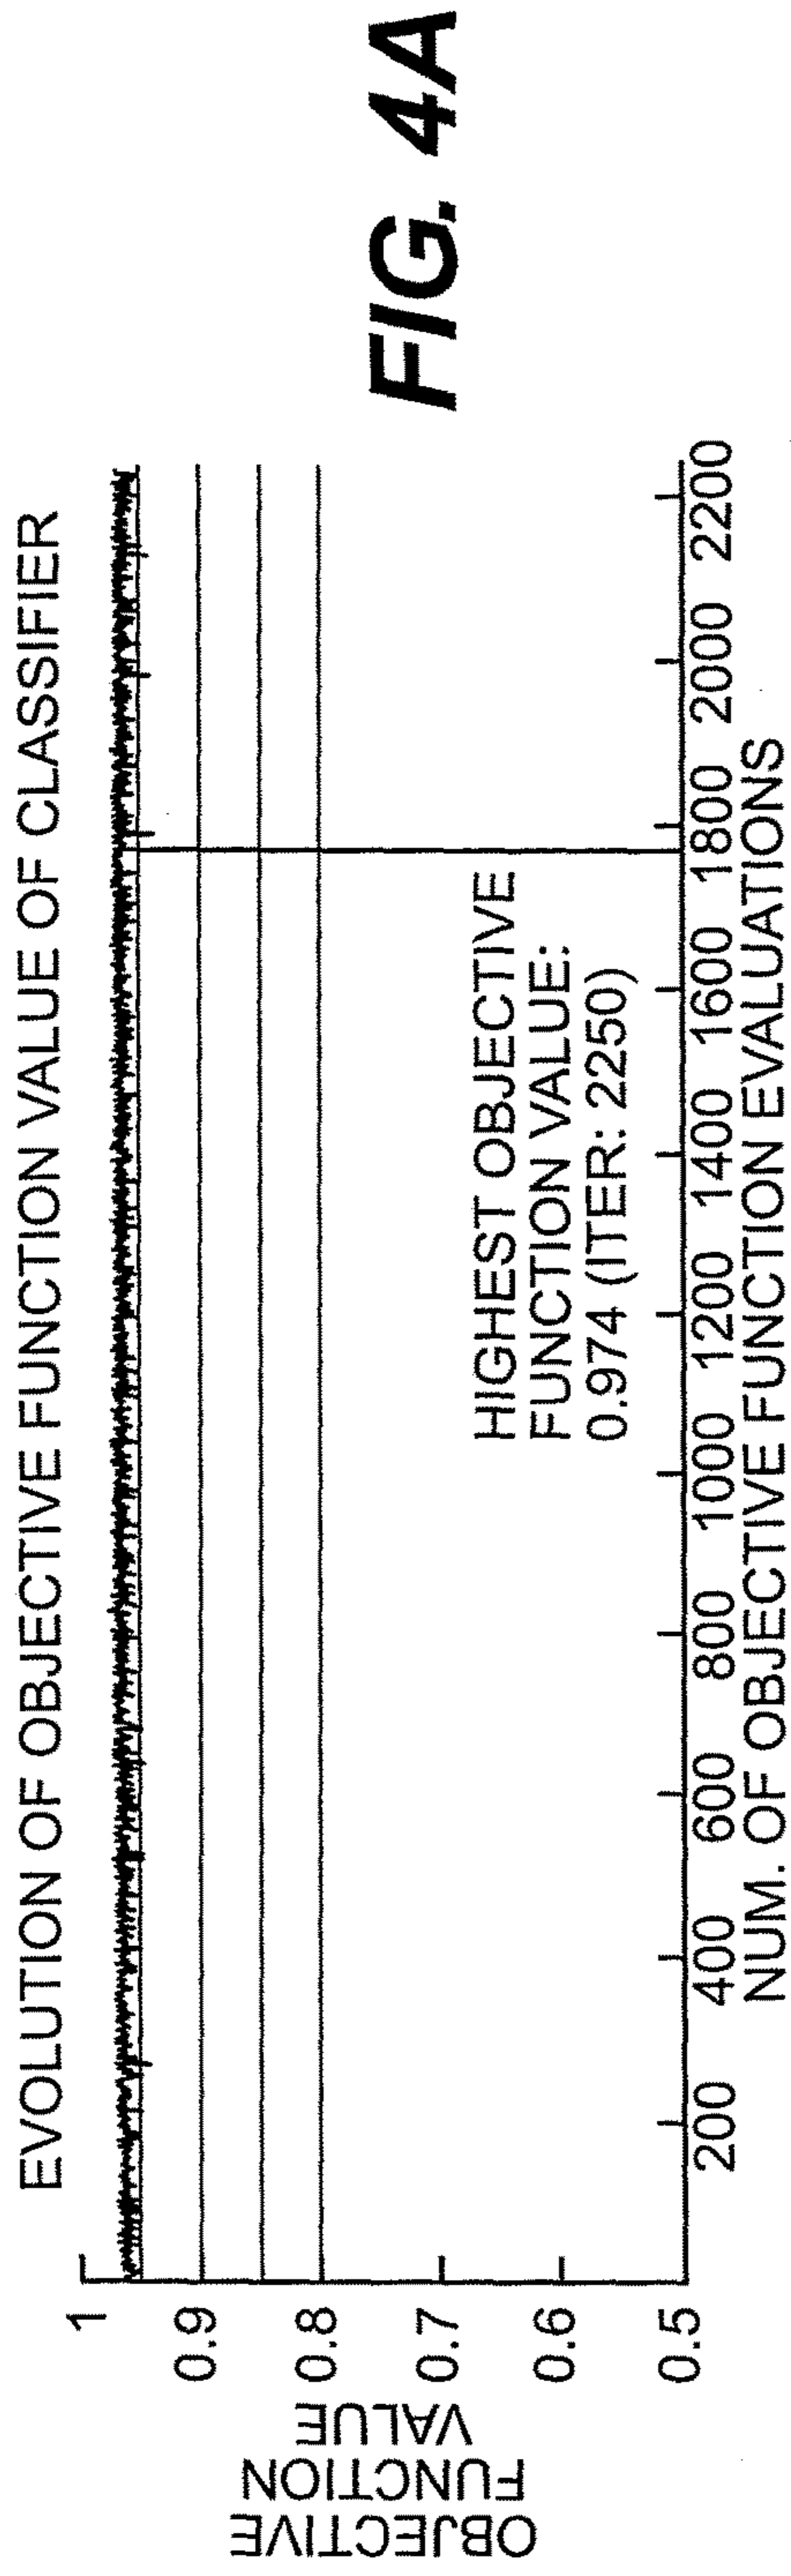 EVOLUTION OF OBJECTIVE FUNCTION VALUE OF CLASSIFIER
OBJECTIVE
FUNCTION
VALUE
1
0.9
0.8
0.7
0.6
0.5
HIGHEST OBJECTIVE
FUNCTION VALUE:
0.974 (ITER: 2250)
200 400 600 800 1000 1200 1400 1600 1800 2000 2200
NUM. OF OBJECTIVE FUNCTION EVALUATIONS
FIG. 4A